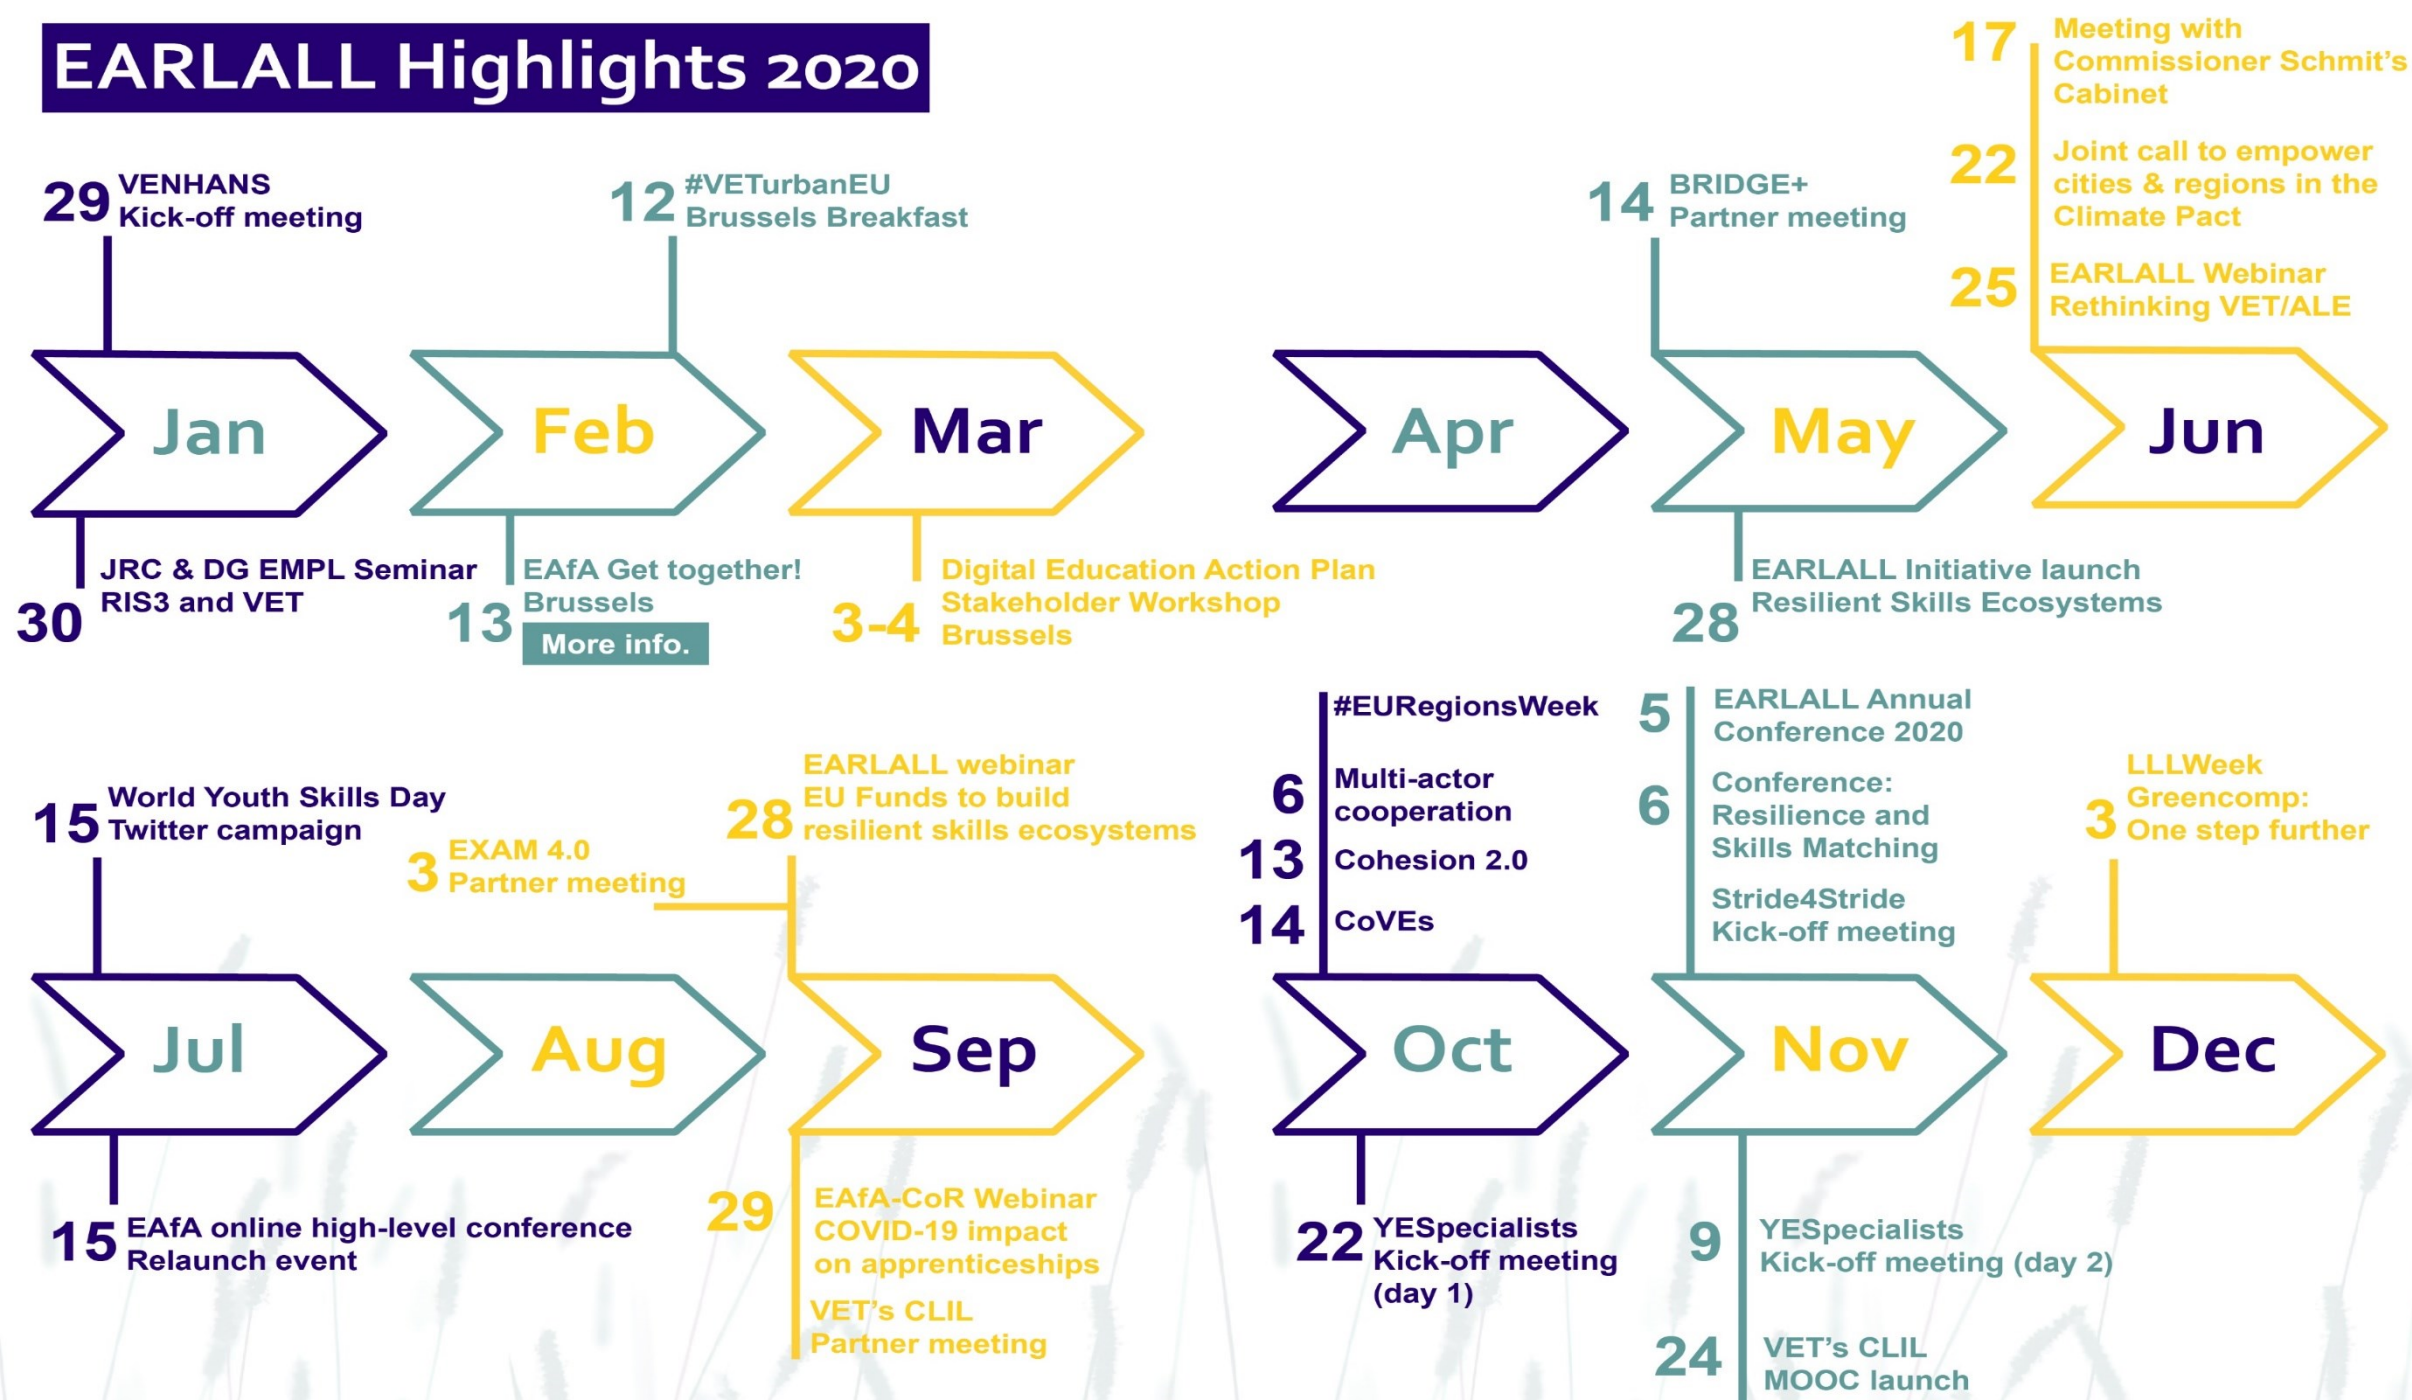 EARLALL Highlights 2020
29
VENHANS
Kick-off meeting
12
#VETurbanEU
Brussels Breakfast
14
BRIDGE+
Partner meeting
17
Meeting with
Commissioner Schmit's
Cabinet
22
Joint call to empower
cities & regions in the
Climate Pact
25
EARLALL Webinar
Rethinking VET/ALE
Jan
Feb
Mar
Apr
May
Jun
30
JRC & DG EMPL Seminar
RIS3 and VET
13
EAfA Get together!
Brussels
More info.
3-4
Digital Education Action Plan
Stakeholder Workshop
Brussels
28
EARLALL Initiative launch
Resilient Skills Ecosystems
15
World Youth Skills Day
Twitter campaign
3
EXAM 4.0
Partner meeting
28
EARLALL webinar
EU Funds to build
resilient skills ecosystems
#EURegionsWeek
6
Multi-actor
cooperation
13
Cohesion 2.0
14
CoVEs
5
EARLALL Annual
Conference 2020
6
Conference:
Resilience and
Skills Matching
Stride4Stride
Kick-off meeting
3
LLLWeek
Greencomp:
One step further
Jul
Aug
Sep
Oct
Nov
Dec
15
EAfA online high-level conference
Relaunch event
29
EAfA-CoR Webinar
COVID-19 impact
on apprenticeships
VET's CLIL
Partner meeting
22
YESpecialists
Kick-off meeting
(day 1)
9
YESpecialists
Kick-off meeting (day 2)
24
VET's CLIL
MOOC launch